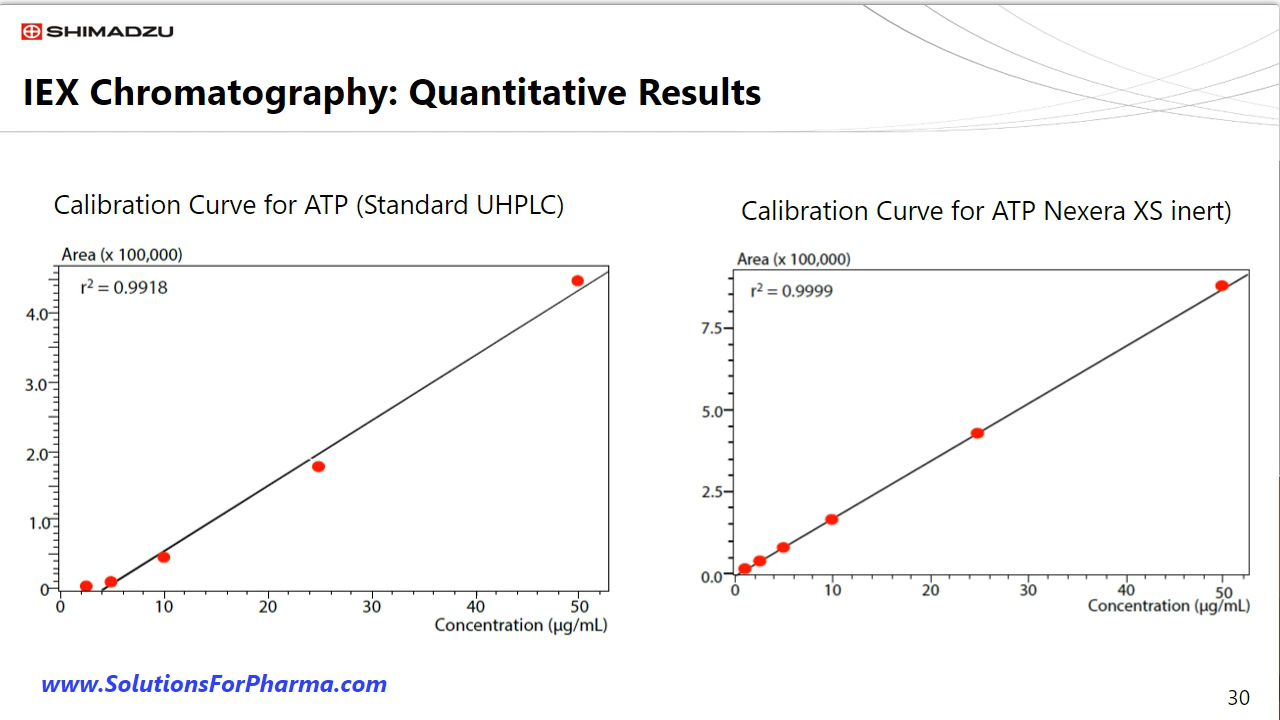 SHIMADZU
IEX Chromatography: Quantitative Results
Calibration Curve for ATP (Standard UHPLC)
Area (x 100,000)
r² = 0.9918
4.0
3.0
2.0
1.0
0
0 10 20 30 40 50
Concentration (µg/mL)
Calibration Curve for ATP Nexera XS inert)
Area (x 100,000)
r² = 0.9999
7.5
5.0
2.5
0.0
0 10 20 30 40 50
Concentration (µg/mL)
www.SolutionsForPharma.com
30